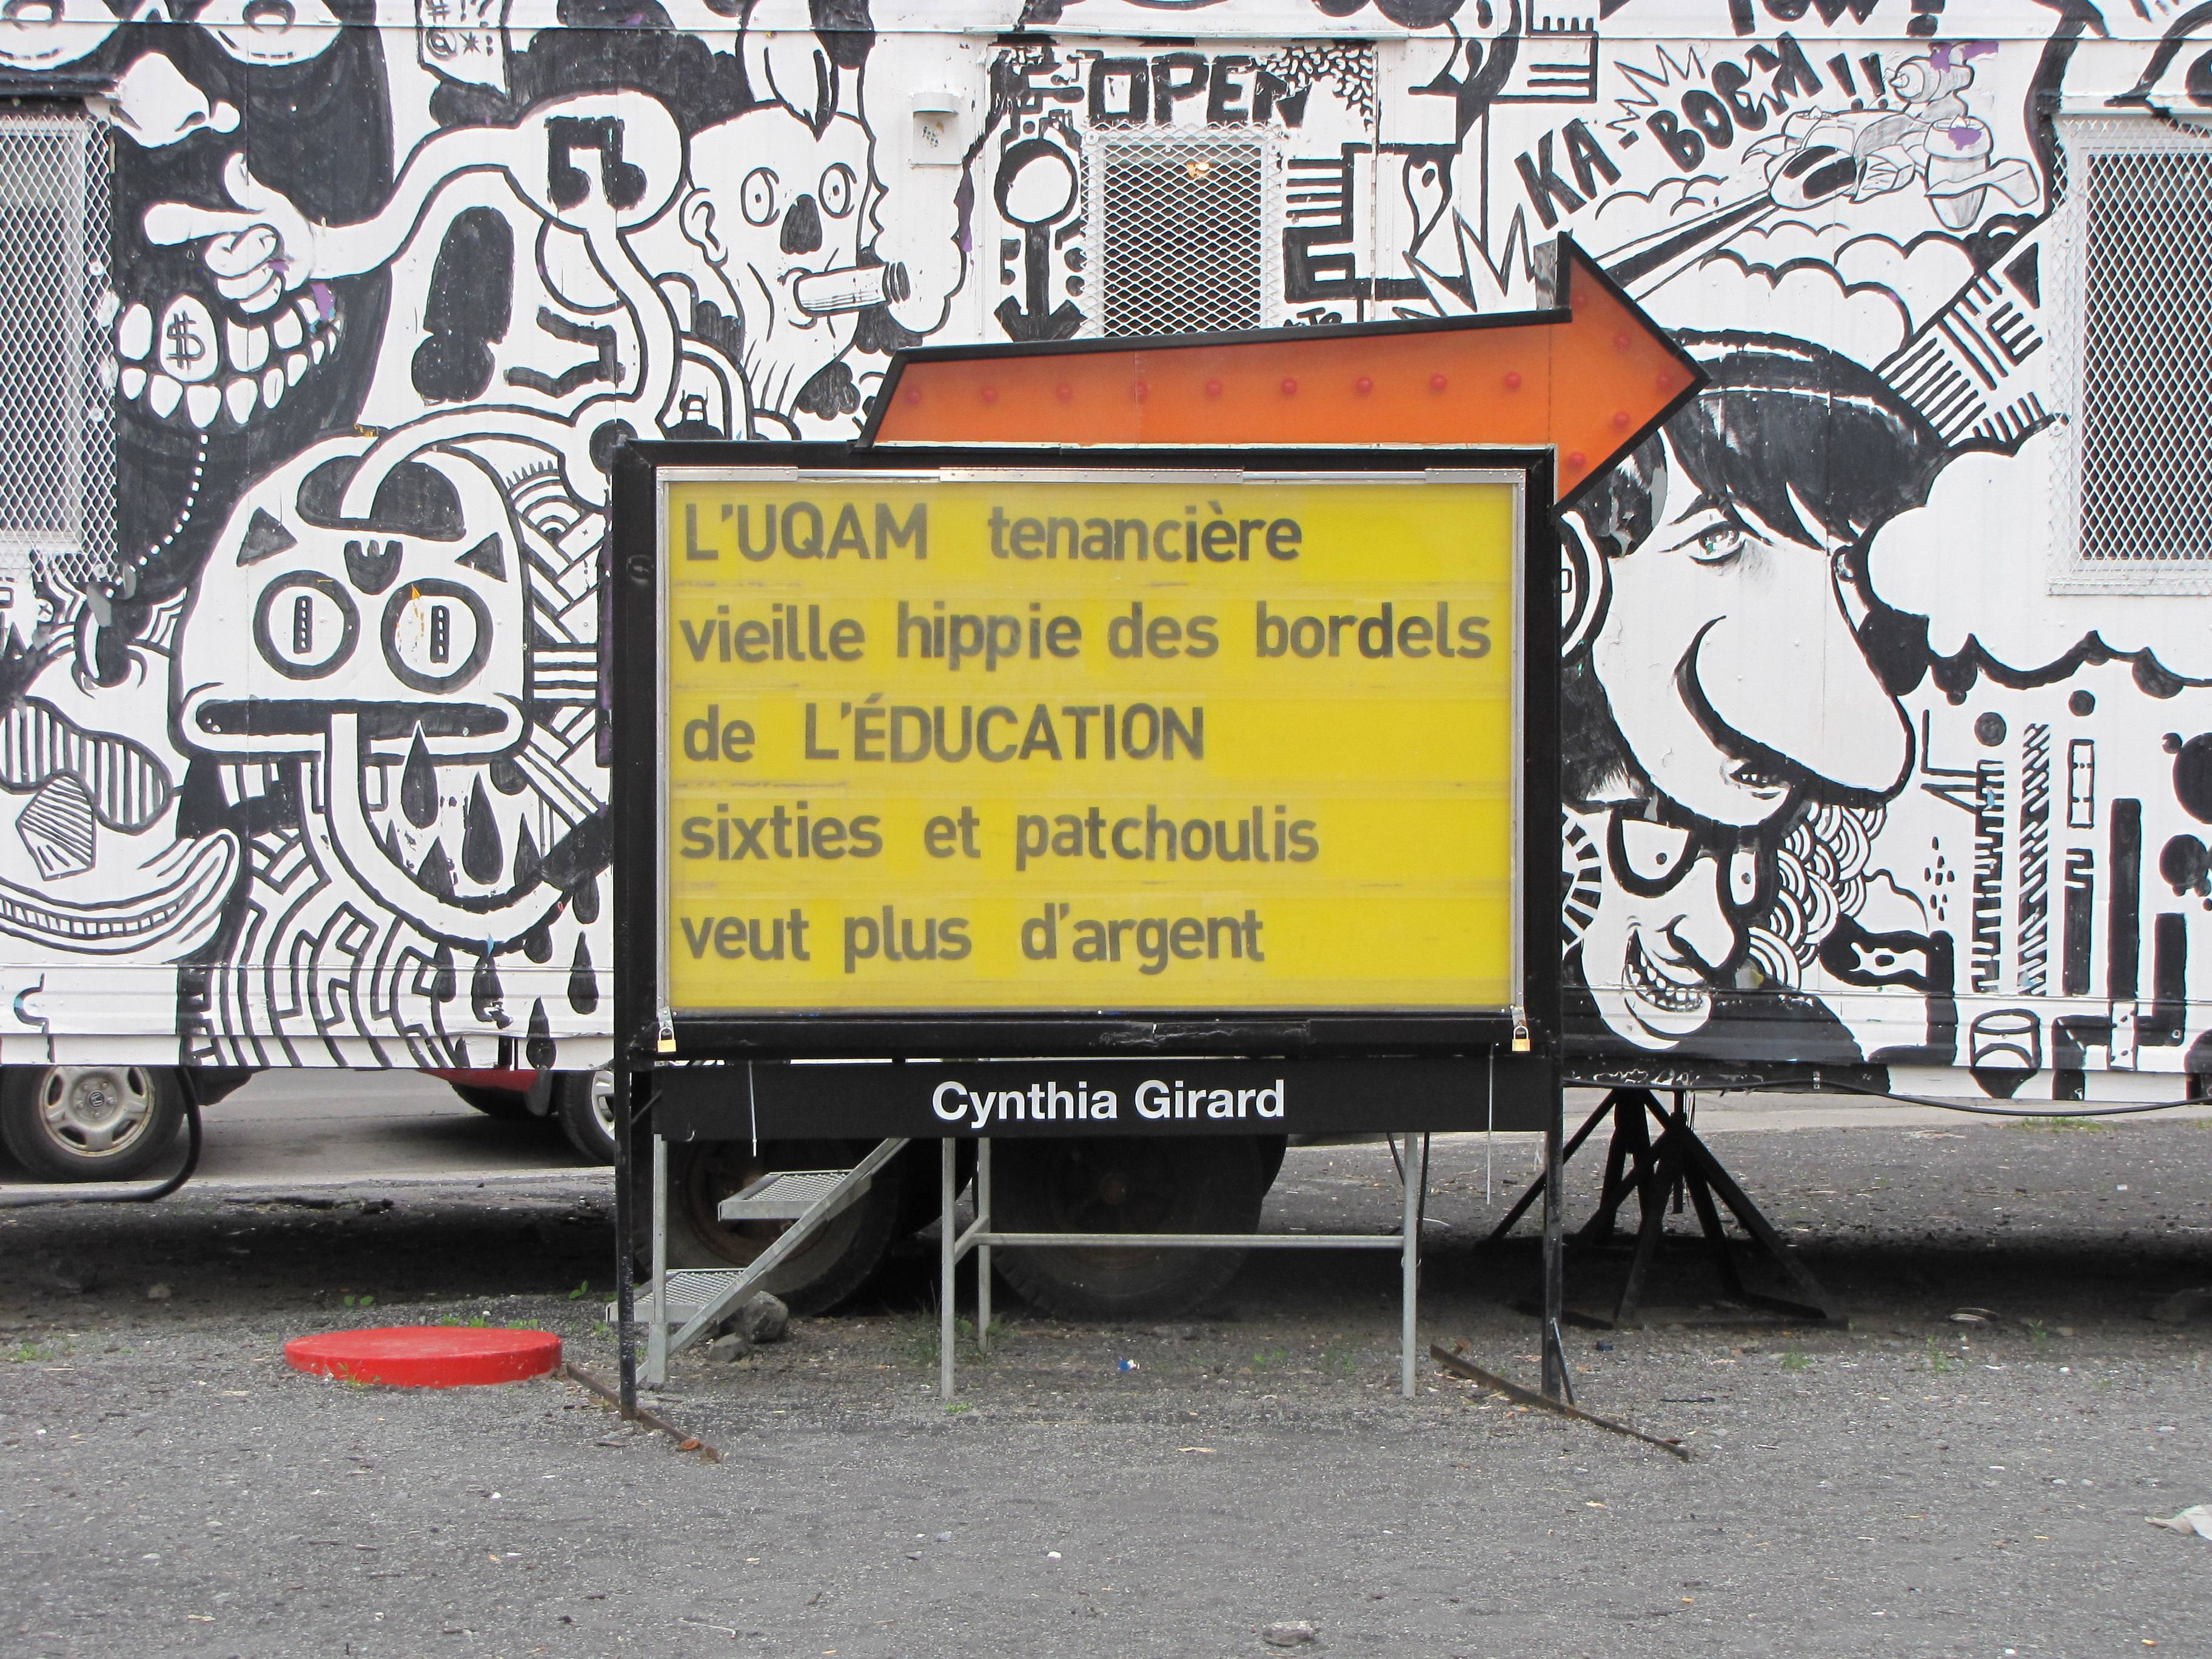 #!?
@*;
OPEN
POW!
KA-BOOM!!
$
L'UQAM tenancière
vieille hippie des bordels
de L'ÉDUCATION
sixties et patchoulis
veut plus d'argent
Cynthia Girard